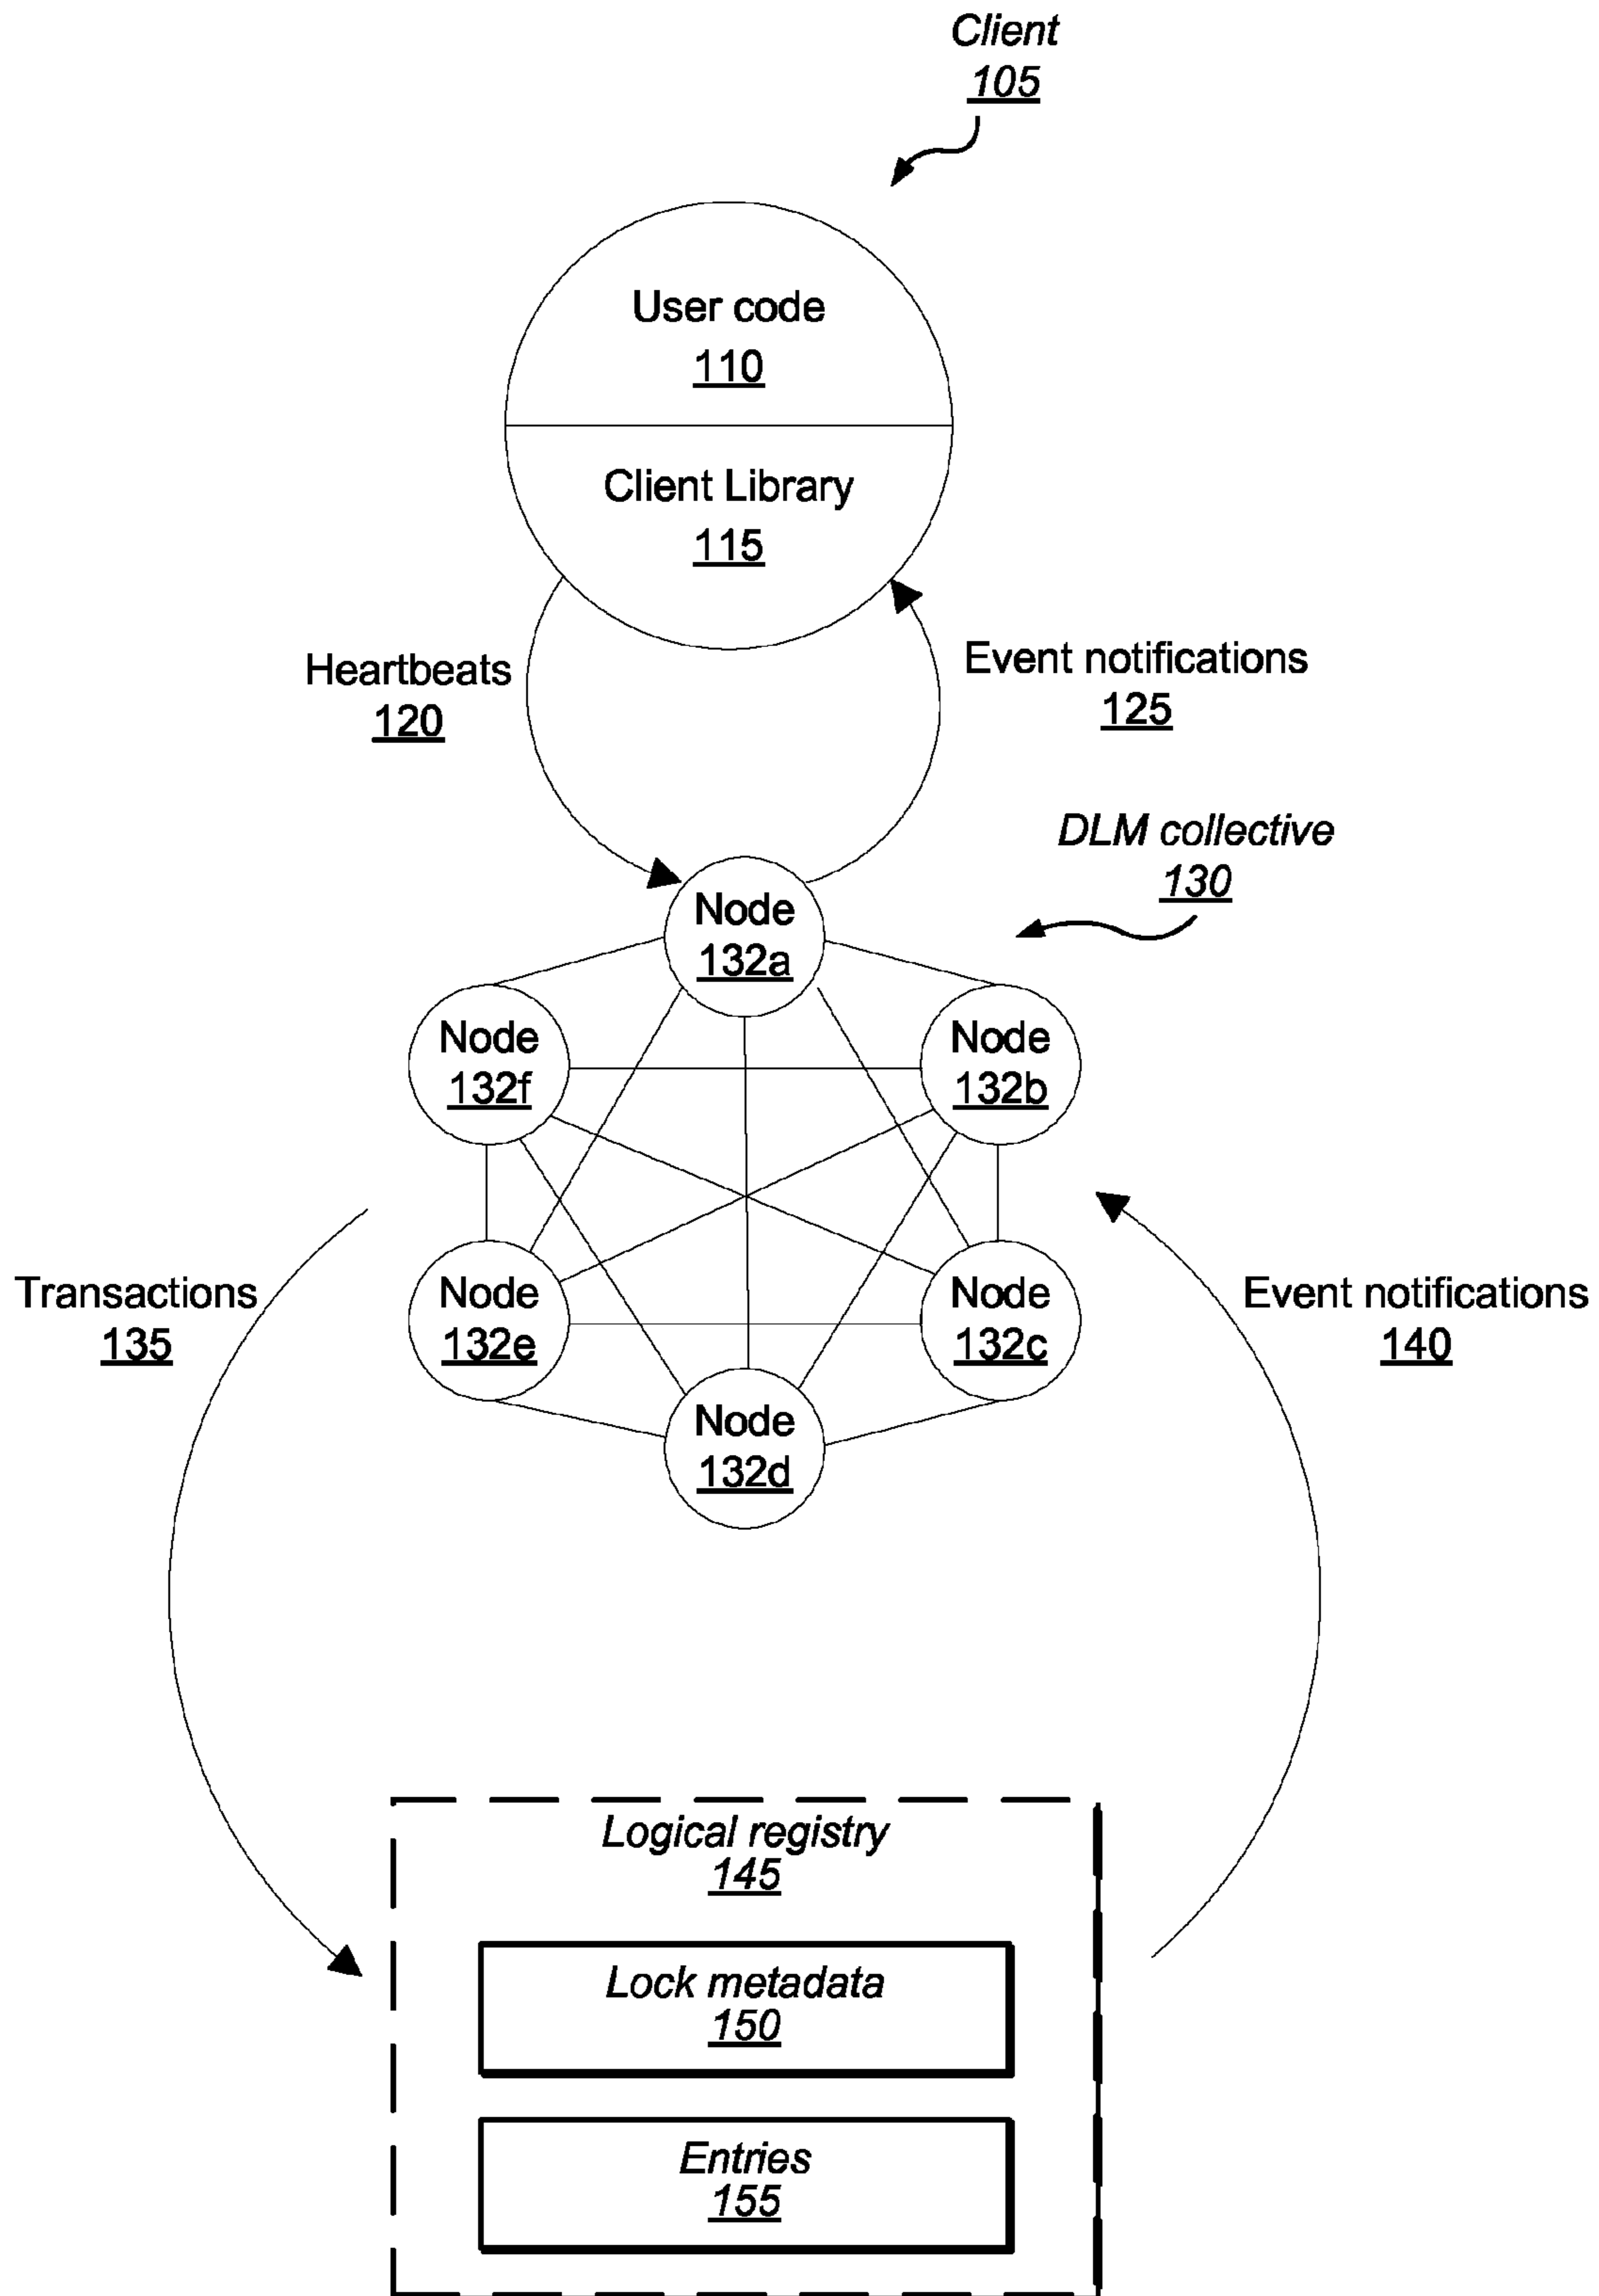 Client
105
User code
110
Client Library
115
Heartbeats
120
Event notifications
125
DLM collective
130
Node
132a
Node
132f
Node
132b
Transactions
135
Node
132e
Node
132c
Event notifications
140
Node
132d
Logical registry
145
Lock metadata
150
Entries
155